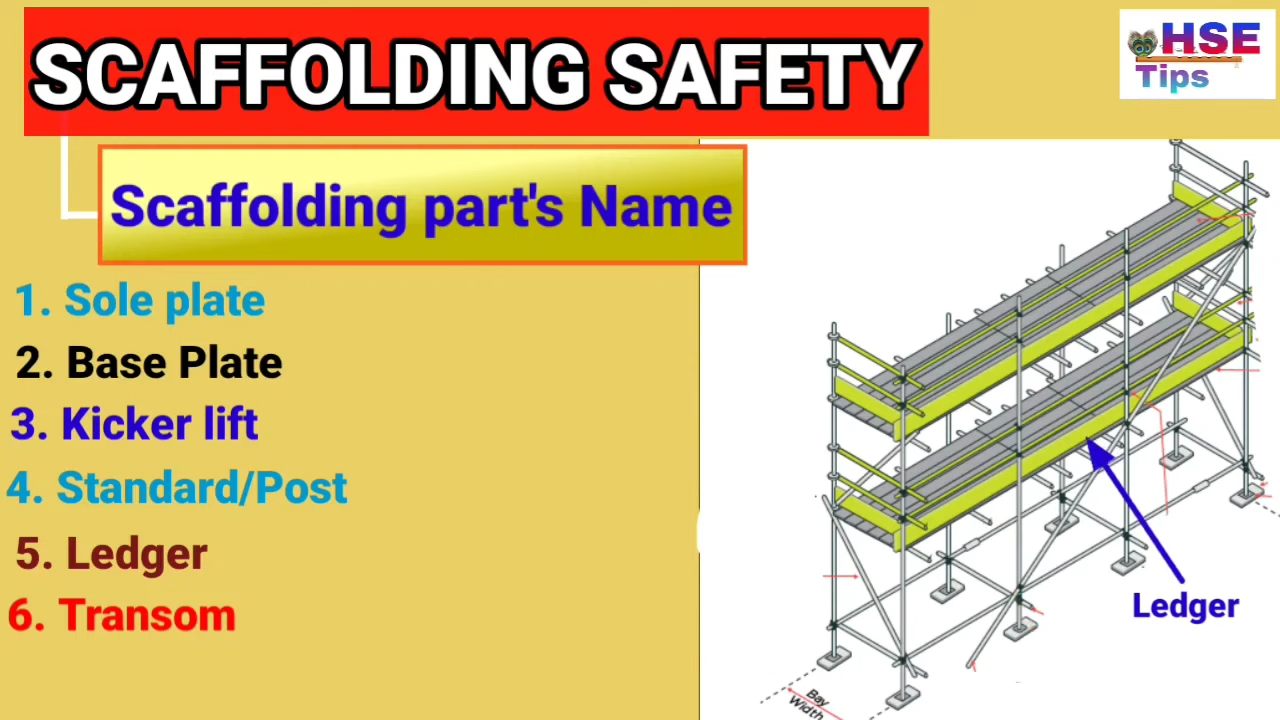 SCAFFOLDING SAFETY
HSE
Tips
Scaffolding part's Name
1. Sole plate
2. Base Plate
3. Kicker lift
4. Standard/Post
5. Ledger
6. Transom
Ledger
Bay
Width